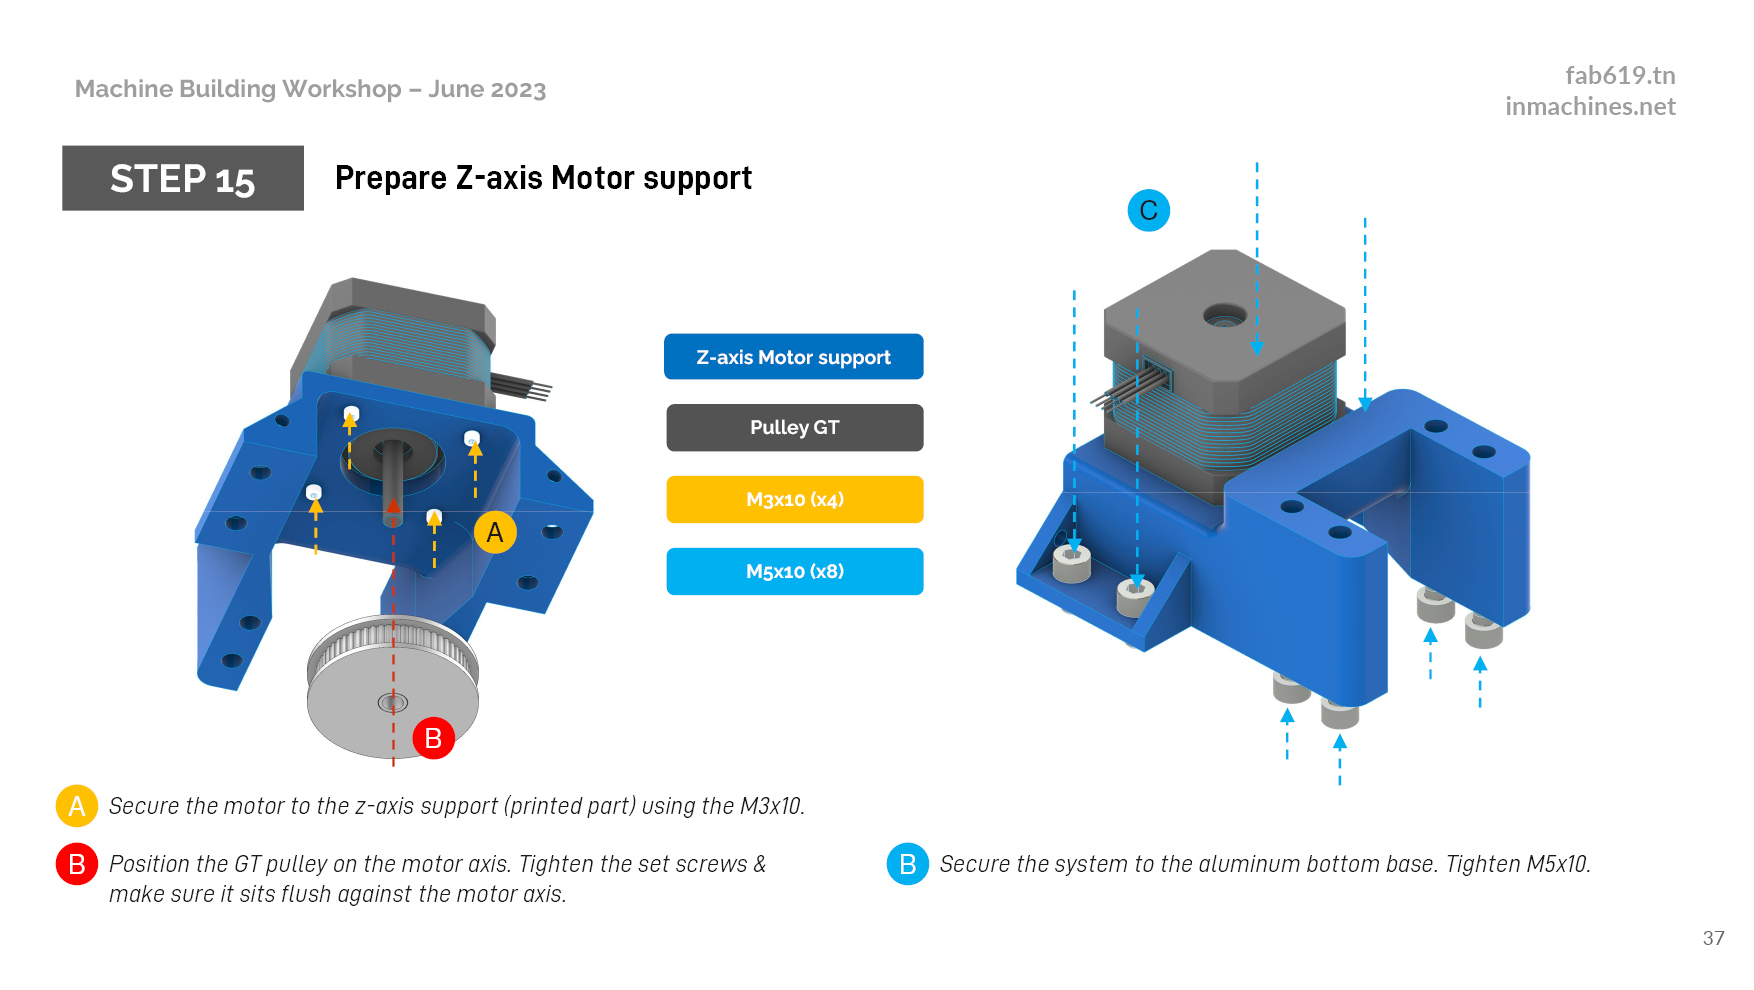 Machine Building Workshop – June 2023
fab619.tn
inmachines.net
STEP 15
Prepare Z-axis Motor support
C
Z-axis Motor support
Pulley GT
M3x10 (x4)
M5x10 (x8)
A
B
A Secure the motor to the z-axis support (printed part) using the M3x10.
B Position the GT pulley on the motor axis. Tighten the set screws &
make sure it sits flush against the motor axis.
B Secure the system to the aluminum bottom base. Tighten M5x10.
37